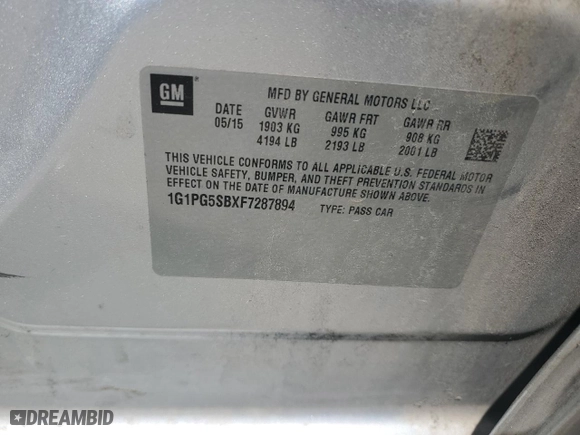 GM
MFD BY GENERAL MOTORS LLC
DATE GVWR GAWR FRT GAWR RR
05/15 1903 KG 995 KG 908 KG
4194 LB 2193 LB 2001 LB
THIS VEHICLE CONFORMS TO ALL APPLICABLE U.S. FEDERAL MOTOR
VEHICLE SAFETY, BUMPER, AND THEFT PREVENTION STANDARDS IN
EFFECT ON THE DATE OF MANUFACTURE SHOWN ABOVE.
1G1PG5SBXF7287894 TYPE: PASS CAR
DREAMBID